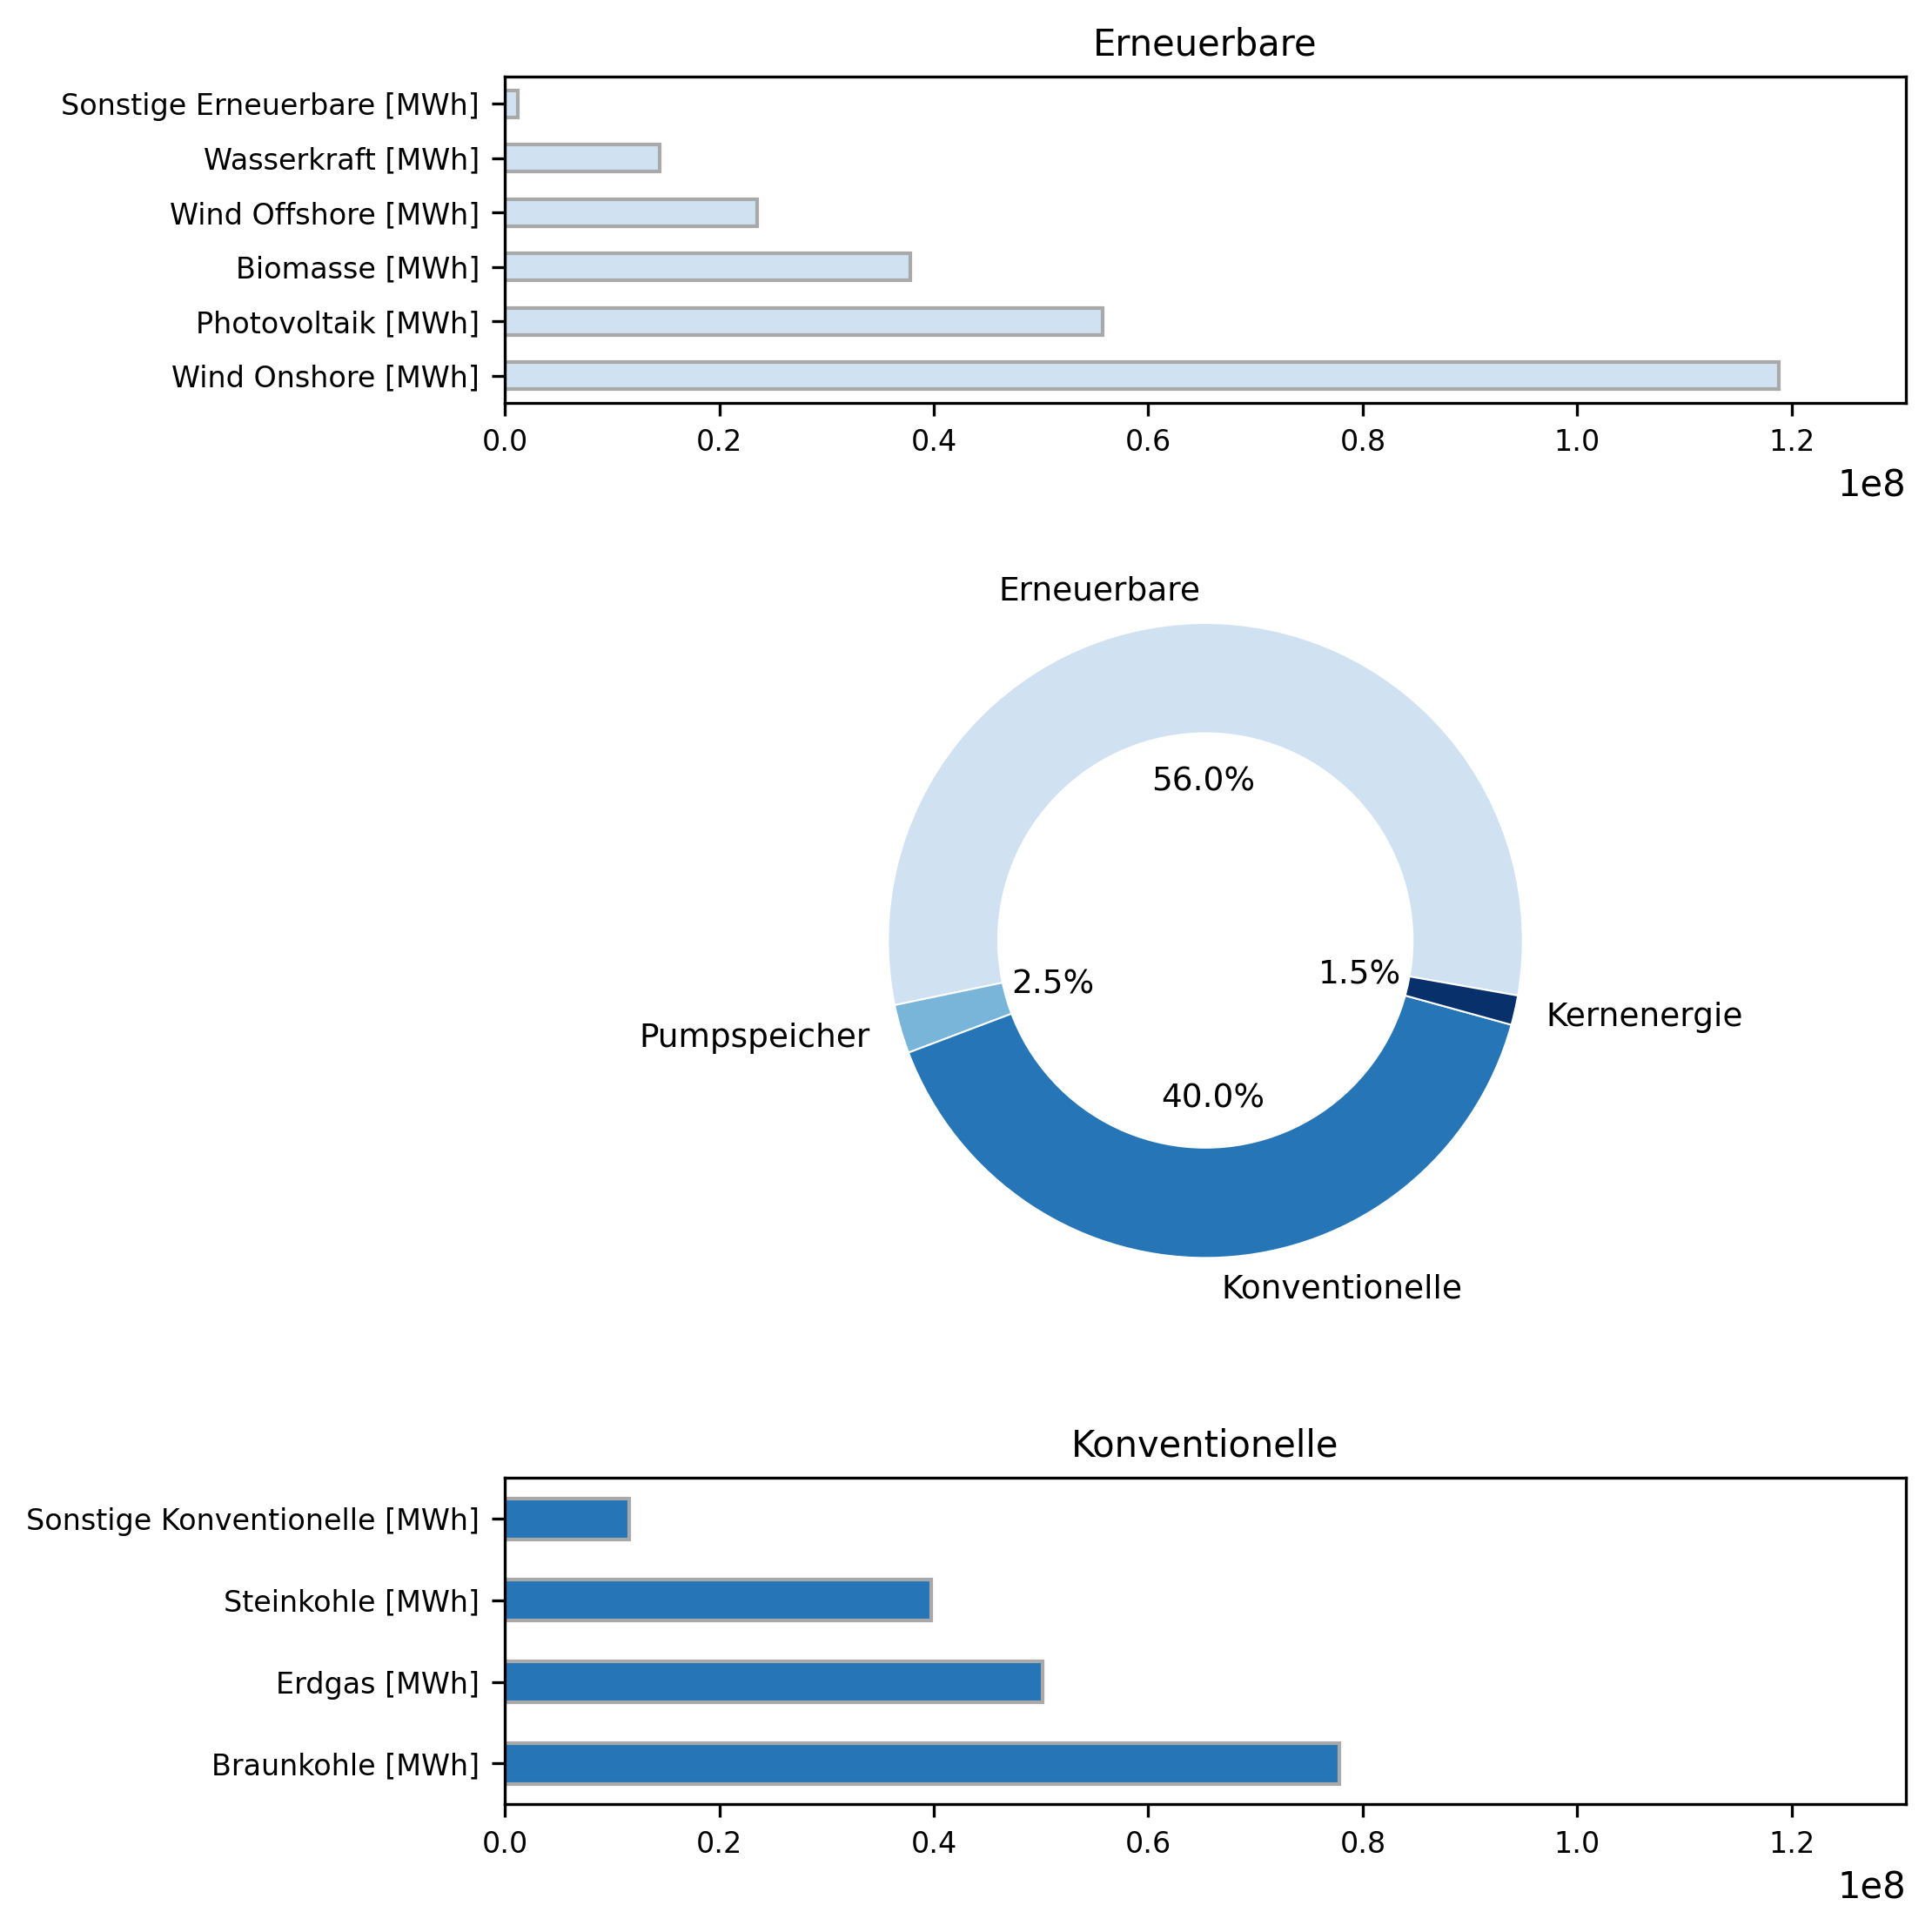 Erneuerbare
Sonstige Erneuerbare [MWh]
Wasserkraft [MWh]
Wind Offshore [MWh]
Biomasse [MWh]
Photovoltaik [MWh]
Wind Onshore [MWh]
0.0 0.2 0.4 0.6 0.8 1.0 1.2
1e8
Erneuerbare
56.0%
2.5% 1.5%
Kernenergie
Pumpspeicher
40.0%
Konventionelle
Konventionelle
Sonstige Konventionelle [MWh]
Steinkohle [MWh]
Erdgas [MWh]
Braunkohle [MWh]
0.0 0.2 0.4 0.6 0.8 1.0 1.2
1e8